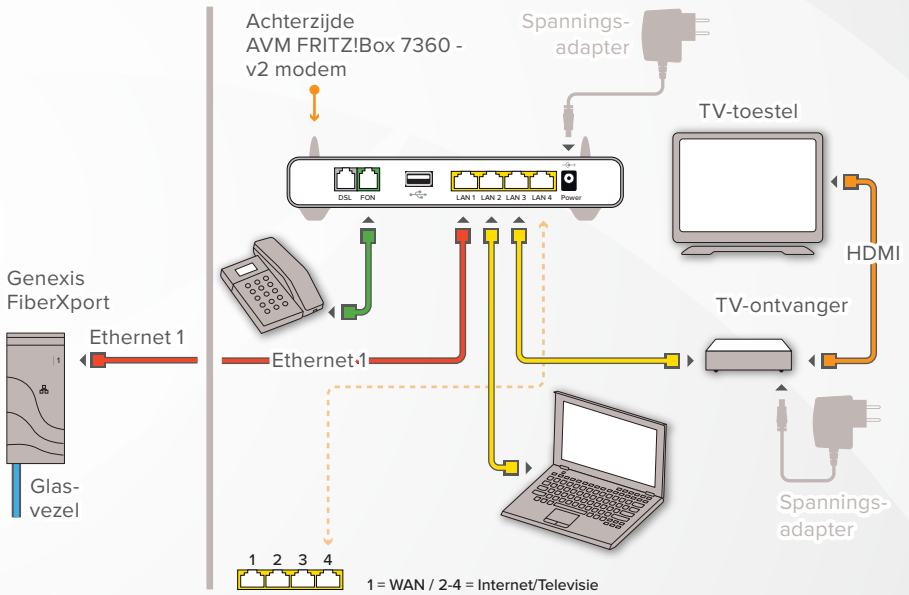 Achterzijde
AVM FRITZ!Box 7360 -
v2 modem
Spannings-
adapter
TV-toestel
DSL FON LAN 1 LAN 2 LAN 3 LAN 4 Power
HDMI
Genexis
FiberXport
TV-ontvanger
Ethernet 1
1
Ethernet 1
Glas-
vezel
Spannings-
adapter
1 2 3 4
1 = WAN / 2-4 = Internet/Televisie